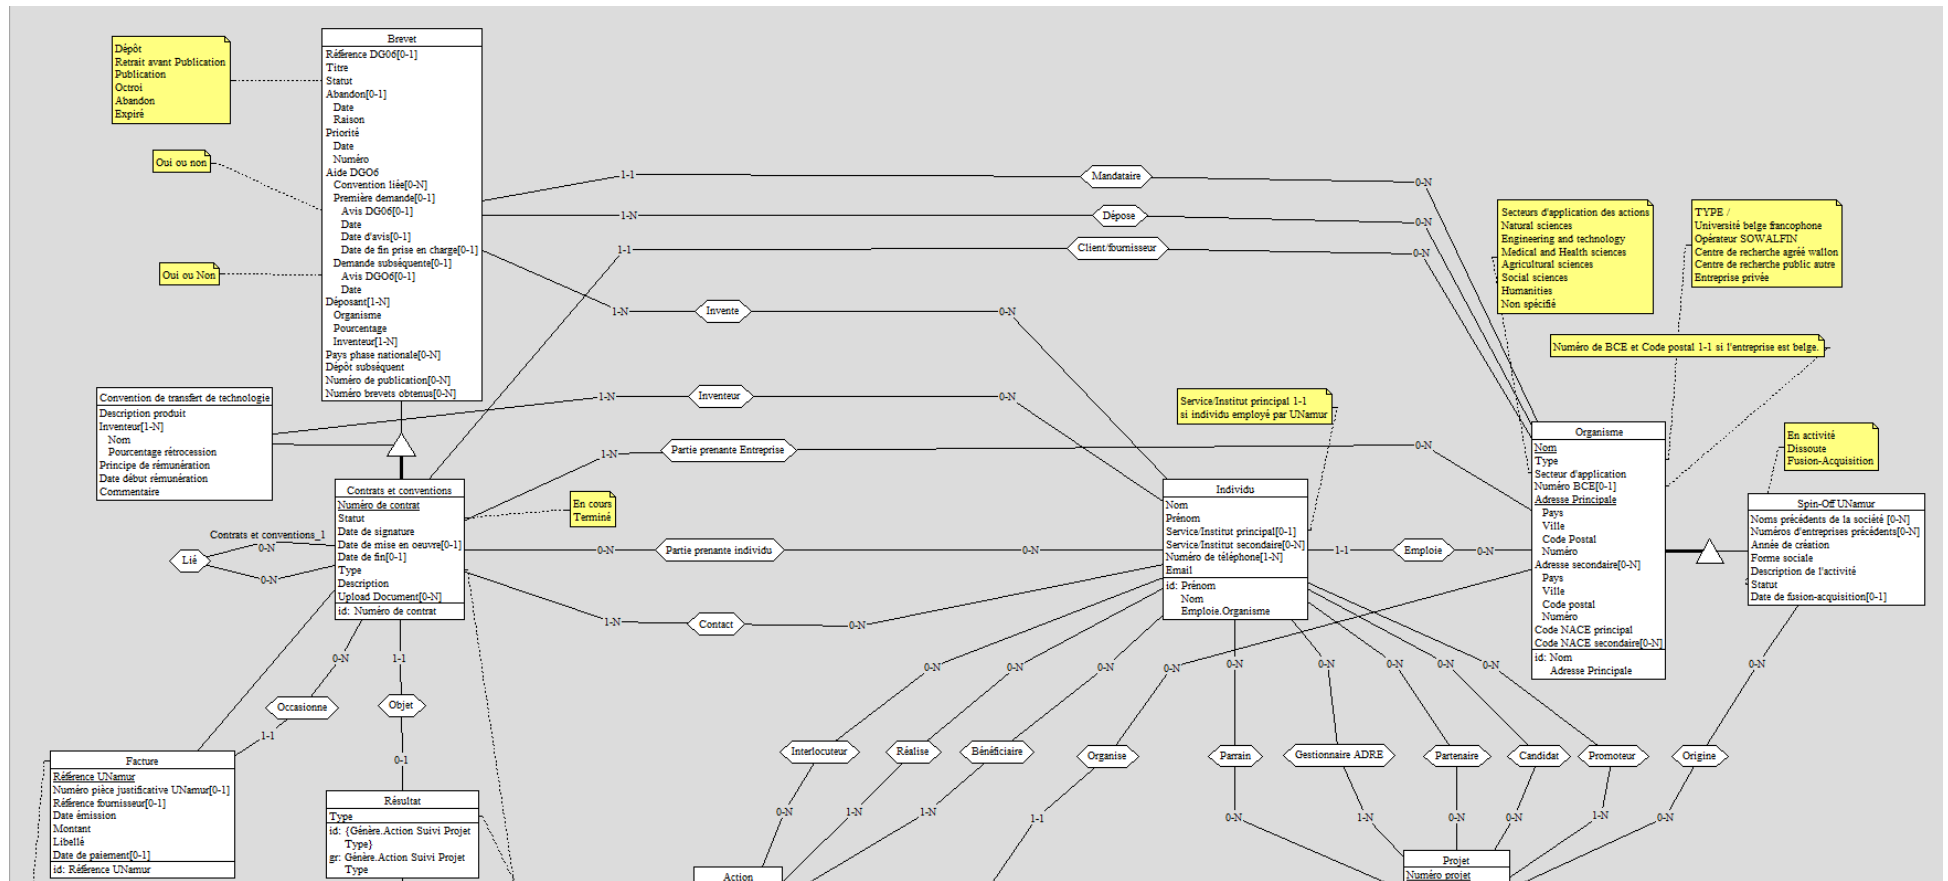 Dépôt
Retrait avant Publication
Publication
Octroi
Abandon
Expiré
Oui ou non
Oui ou Non
Brevet
Référence DG06[0-1]
Titre
Statut
Abandon[0-1]
Date
Raison
Priorité
Date
Numéro
Aide DGO6
Convention liée[0-N]
Première demande[0-1]
Avis DG06[0-1]
Date
Date d'avis[0-1]
Date de fin prise en charge[0-1]
Demande subséquente[0-1]
Avis DGO6[0-1]
Date
Déposant[1-N]
Organisme
Pourcentage
Inventeur[1-N]
Pays phase nationale[0-N]
Dépôt subséquent
Numéro de publication[0-N]
Numéro brevets obtenus[0-N]
1-1
Mandataire
0-N
1-N
Dépose
0-N
1-1
Client/fournisseur
0-N
1-N
Invente
0-N
1-N
Inventeur
0-N
1-N
Partie prenante Entreprise
0-N
0-N
Partie prenante individu
0-N
1-N
Contact
0-N
Secteurs d'application des actions
Natural sciences
Engineering and technology
Medical and Health sciences
Agricultural sciences
Social sciences
Humanities
Non spécifié
TYPE /
Université belge francophone
Opérateur SOWALFIN
Centre de recherche agréé wallon
Centre de recherche public autre
Entreprise privée
Numéro de BCE et Code postal 1-1 si l'entreprise est belge.
Service/Institut principal 1-1
si individu employé par UNamur
En activité
Dissoute
Fusion-Acquisition
Convention de transfert de technologie
Description produit
Inventeur[1-N]
Nom
Pourcentage rétrocession
Principe de rémunération
Date début rémunération
Commentaire
Contrats et conventions
Numéro de contrat
Statut
Date de signature
Date de mise en oeuvre[0-1]
Date de fin[0-1]
Type
Description
Upload Document[0-N]
id: Numéro de contrat
En cours
Terminé
Contrats et conventions_1
0-N
Lié
0-N
Individu
Nom
Prénom
Service/Institut principal[0-1]
Service/Institut secondaire[0-N]
Numéro de téléphone[1-N]
Email
id: Prénom
Nom
Emploie.Organisme
1-1
Emploie
0-N
Organisme
Nom
Type
Secteur d'application
Numéro BCE[0-1]
Adresse Principale
Pays
Ville
Code Postal
Numéro
Adresse secondaire[0-N]
Pays
Ville
Code postal
Numéro
Code NACE principal
Code NACE secondaire[0-N]
id: Nom
Adresse Principale
Spin-Off UNamur
Noms précédents de la société [0-N]
Numéros d'entreprises précédents[0-N]
Année de création
Forme sociale
Description de l'activité
Statut
Date de fusion-acquisition[0-1]
0-N
Occasionne
1-1
1-1
Objet
0-1
Facture
Référence UNamur
Numéro pièce justificative UNamur[0-1]
Référence fournisseur[0-1]
Date émission
Montant
Libellé
Date de paiement[0-1]
id: Référence UNamur
Résultat
Type
id: {Génère.Action Suivi Projet
Type}
gr: Génère.Action Suivi Projet
Type
0-N
0-N
0-N
0-N
0-N
0-N
0-N
0-N
0-N
0-N
Interlocuteur
Réalise
Bénéficiaire
Organise
Parrain
Gestionnaire ADRE
Partenaire
Candidat
Promoteur
Origine
0-N
1-N
1-N
1-1
0-N
1-N
0-N
0-N
1-N
0-N
Action
Projet
Numéro projet